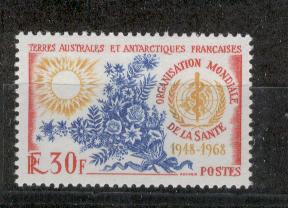 TERRES AUSTRALES ET ANTARCTIQUES FRANÇAISES
ORGANISATION MONDIALE
DE LA SANTÉ
1948-1968
RF 30F
POSTES